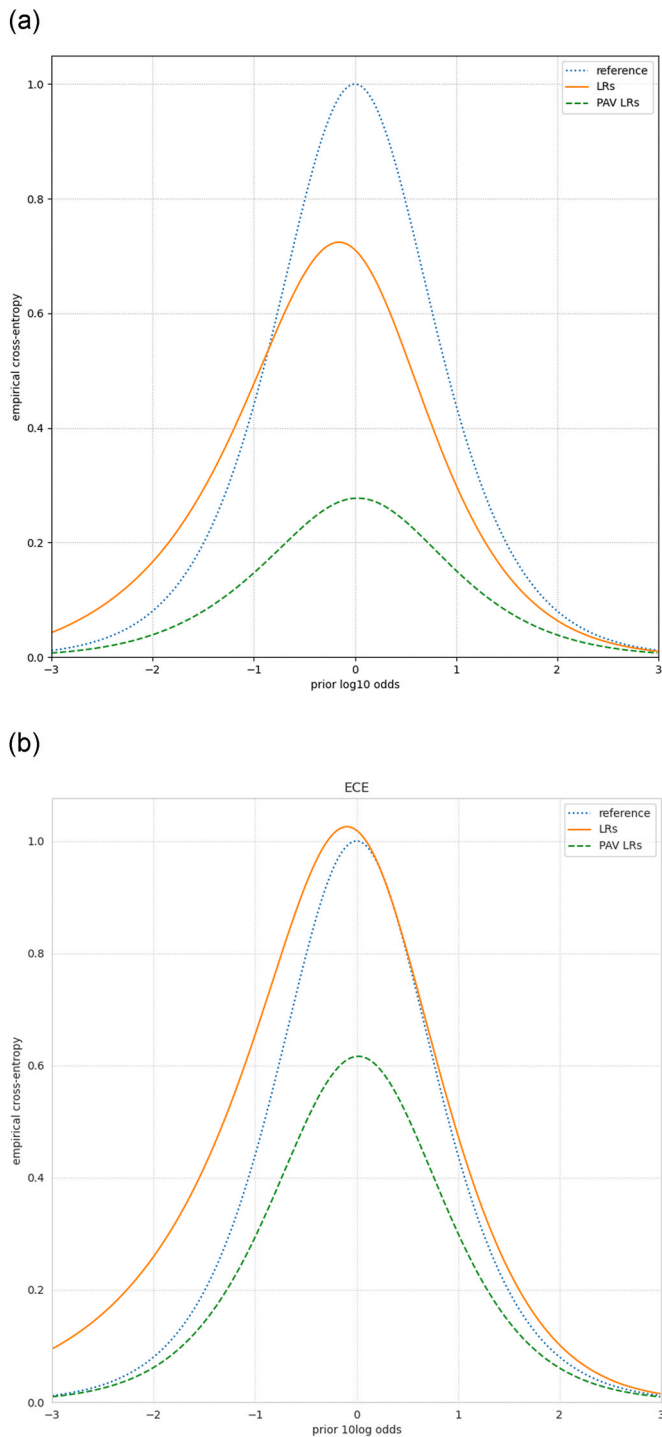 (a)
1.0
0.8
0.6
0.4
0.2
0.0
empirical cross-entropy
reference
LRs
PAV LRs
−3 −2 −1 0 1 2 3
prior log10 odds
(b)
ECE
1.0
0.8
0.6
0.4
0.2
0.0
empirical cross-entropy
reference
LRs
PAV LRs
−3 −2 −1 0 1 2 3
prior 10log odds